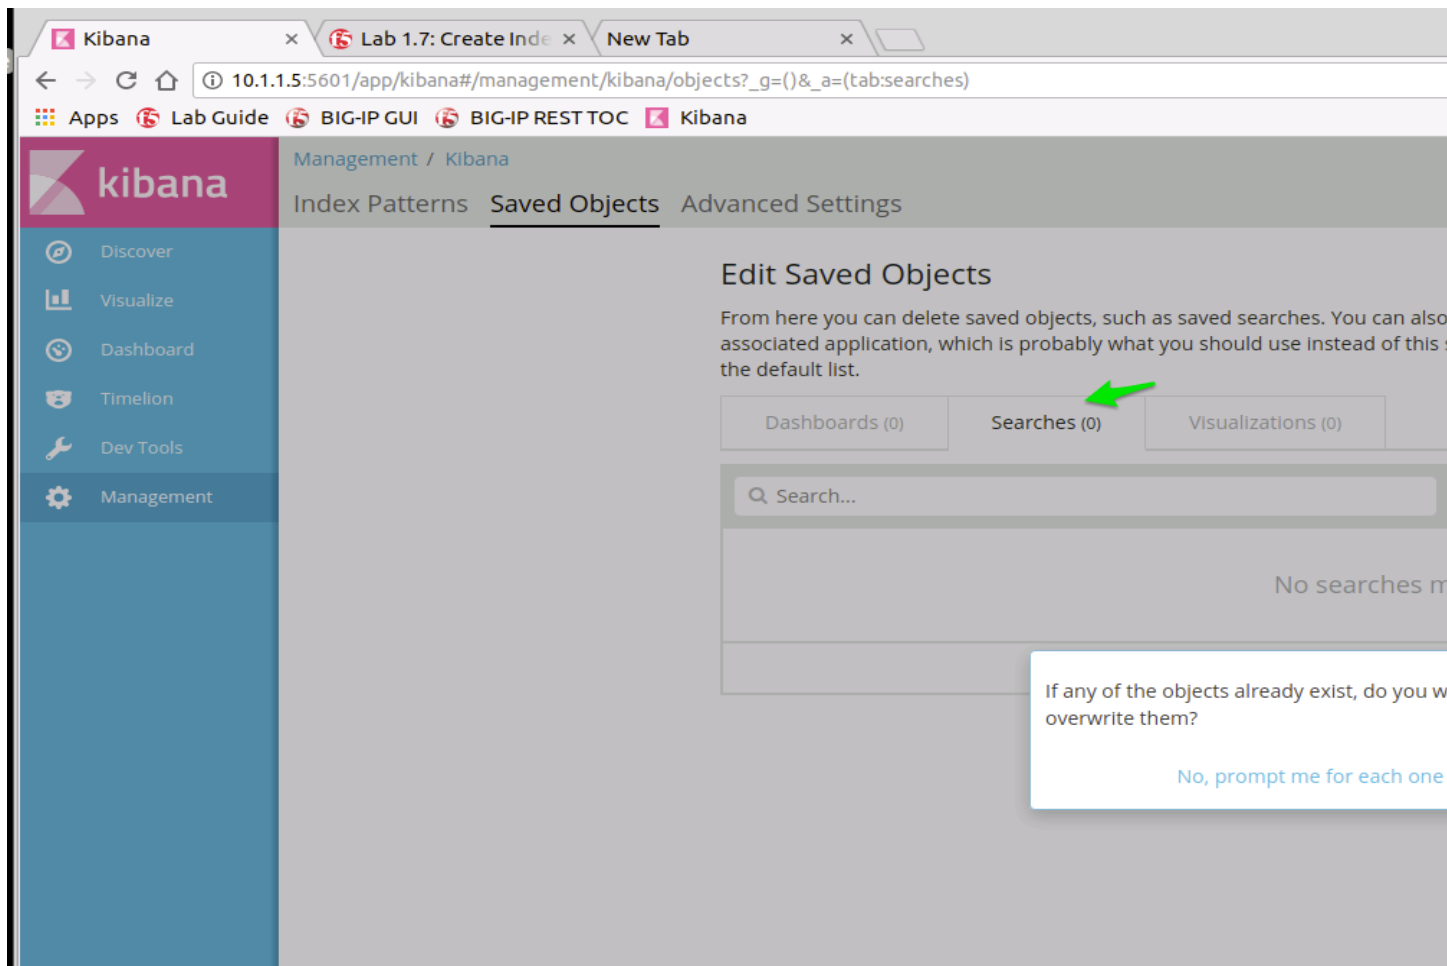 Kibana
Lab 1.7: Create Inde
New Tab
10.1.1.5:5601/app/kibana#/management/kibana/objects?_g=()&_a=(tab:searches)
Apps Lab Guide BIG-IP GUI BIG-IP REST TOC Kibana
kibana
Management / Kibana
Index Patterns Saved Objects Advanced Settings
Discover
Visualize
Dashboard
Timelion
Dev Tools
Management
Edit Saved Objects
From here you can delete saved objects, such as saved searches. You can also
associated application, which is probably what you should use instead of this
the default list.
Dashboards (0) Searches (0) Visualizations (0)
Search...
No searches
If any of the objects already exist, do you
overwrite them?
No, prompt me for each one